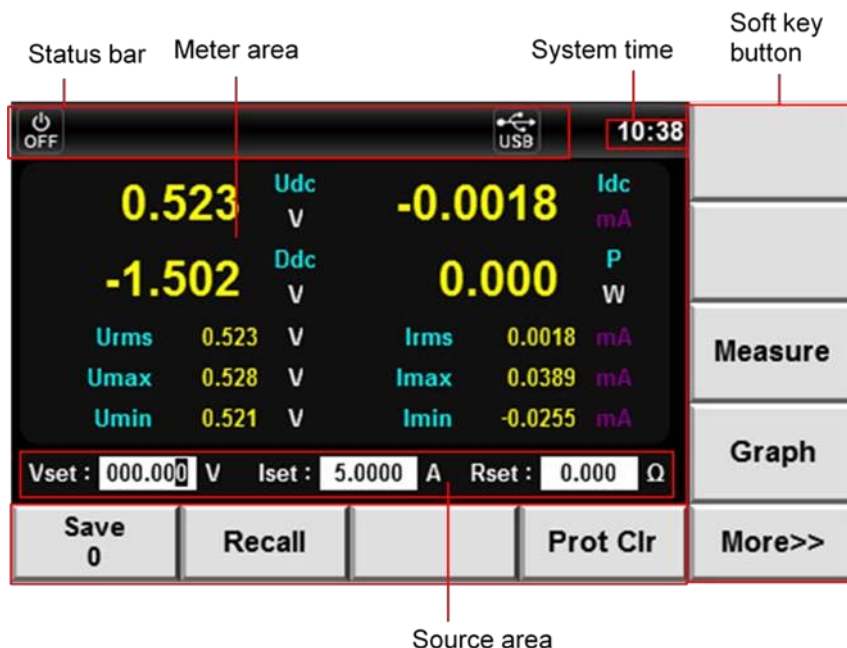 Status bar Meter area System time Soft key button
OFF USB 10:38
0.523 Udc V -0.0018 Idc mA
-1.502 Ddc V 0.000 P W
Urms 0.523 V Irms 0.0018 mA
Umax 0.528 V Imax 0.0389 mA
Umin 0.521 V Imin -0.0255 mA
Measure
Graph
Vset : 000.000 V Iset : 5.0000 A Rset : 0.000 Ω
Save 0 Recall Prot Clr More>>
Source area